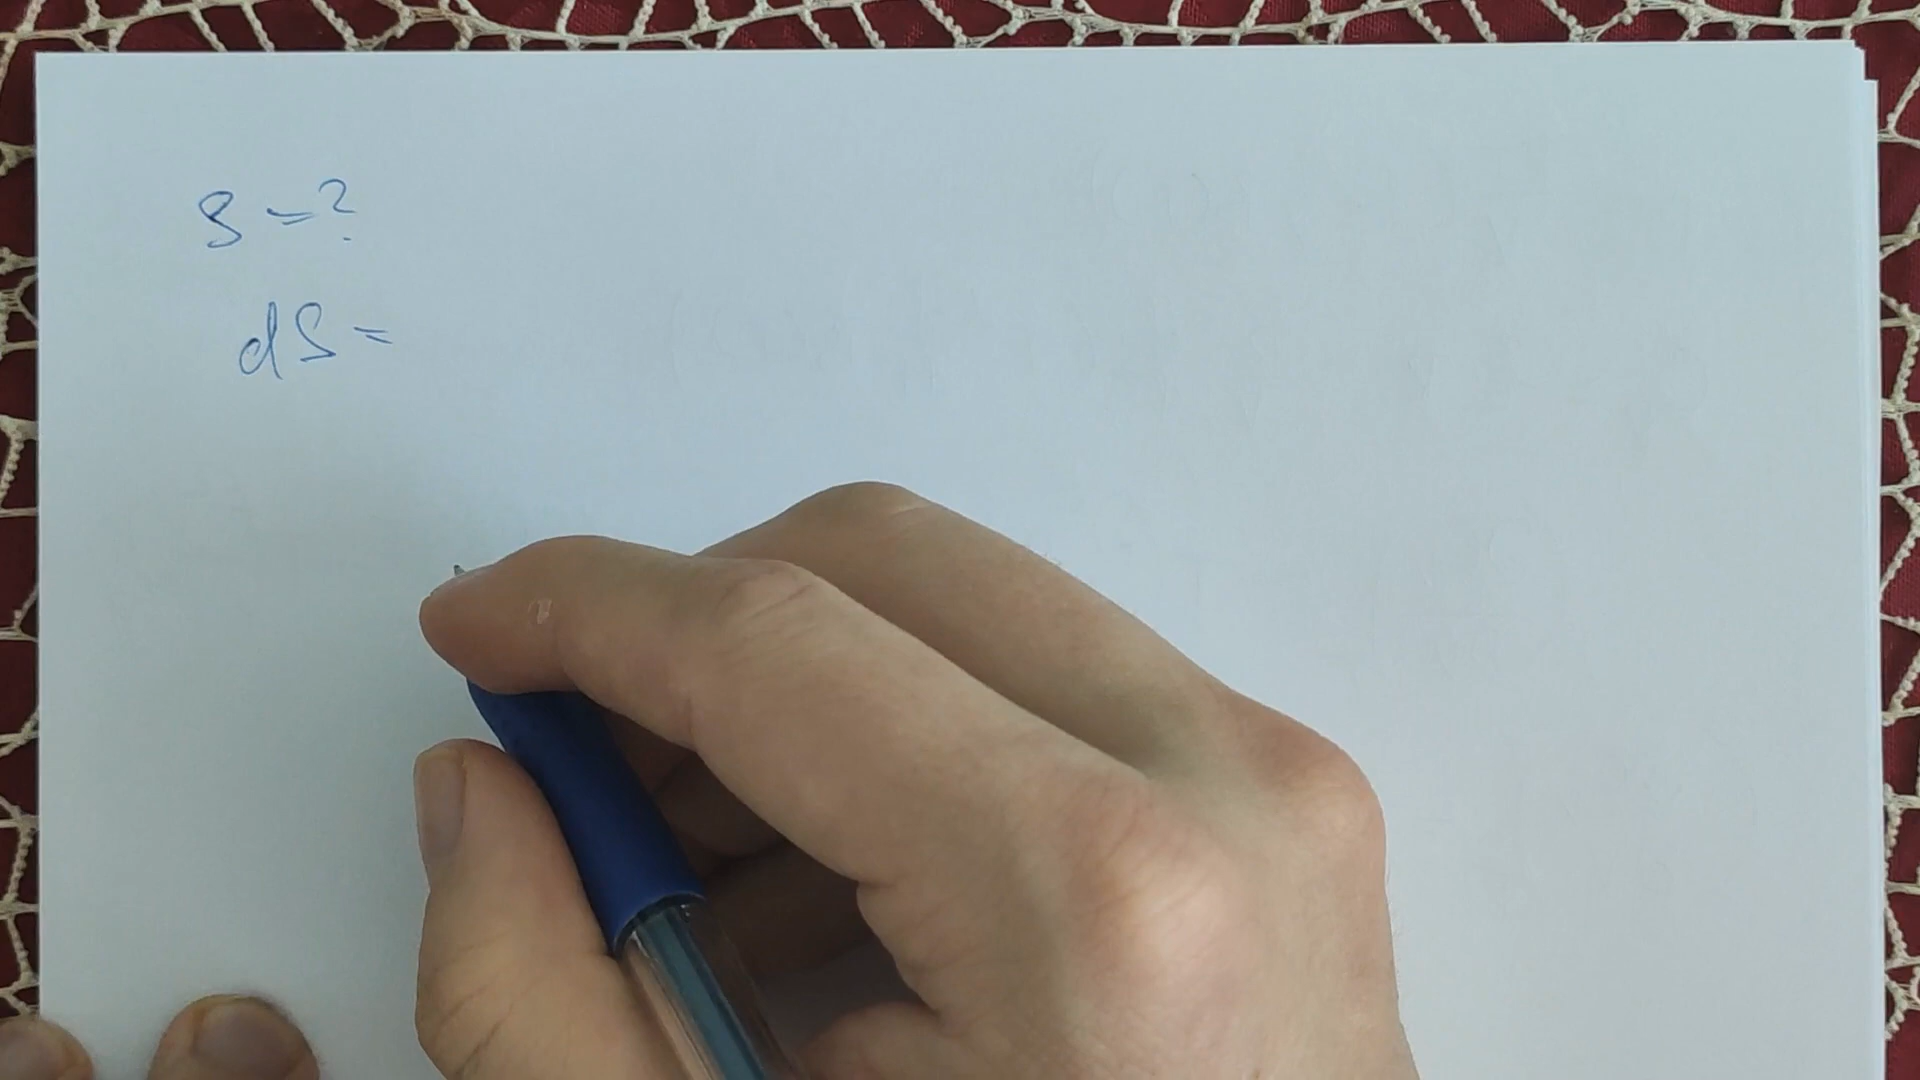 S = ?
dS =